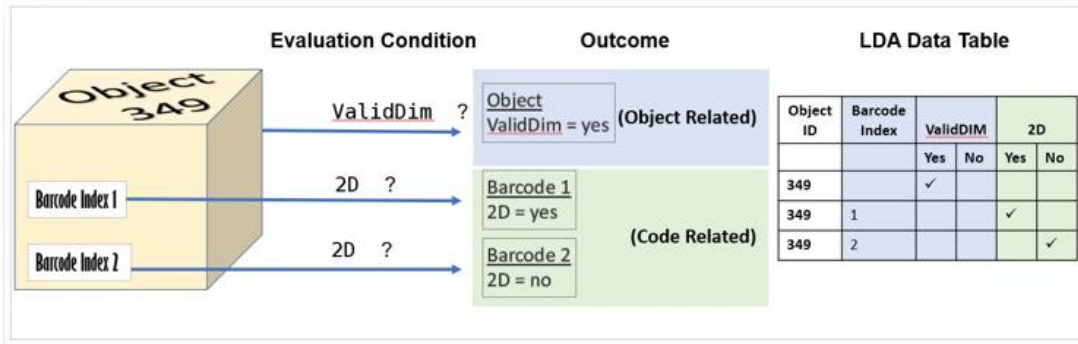 Evaluation Condition
Outcome
LDA Data Table
Object
349
Barcode Index 1
Barcode Index 2
ValidDim ?
2D ?
2D ?
Object
ValidDim = yes
(Object Related)
Barcode 1
2D = yes
Barcode 2
2D = no
(Code Related)
Object ID Barcode Index ValidDIM 2D
Yes No Yes No
349 ✓
349 1 ✓
349 2 ✓